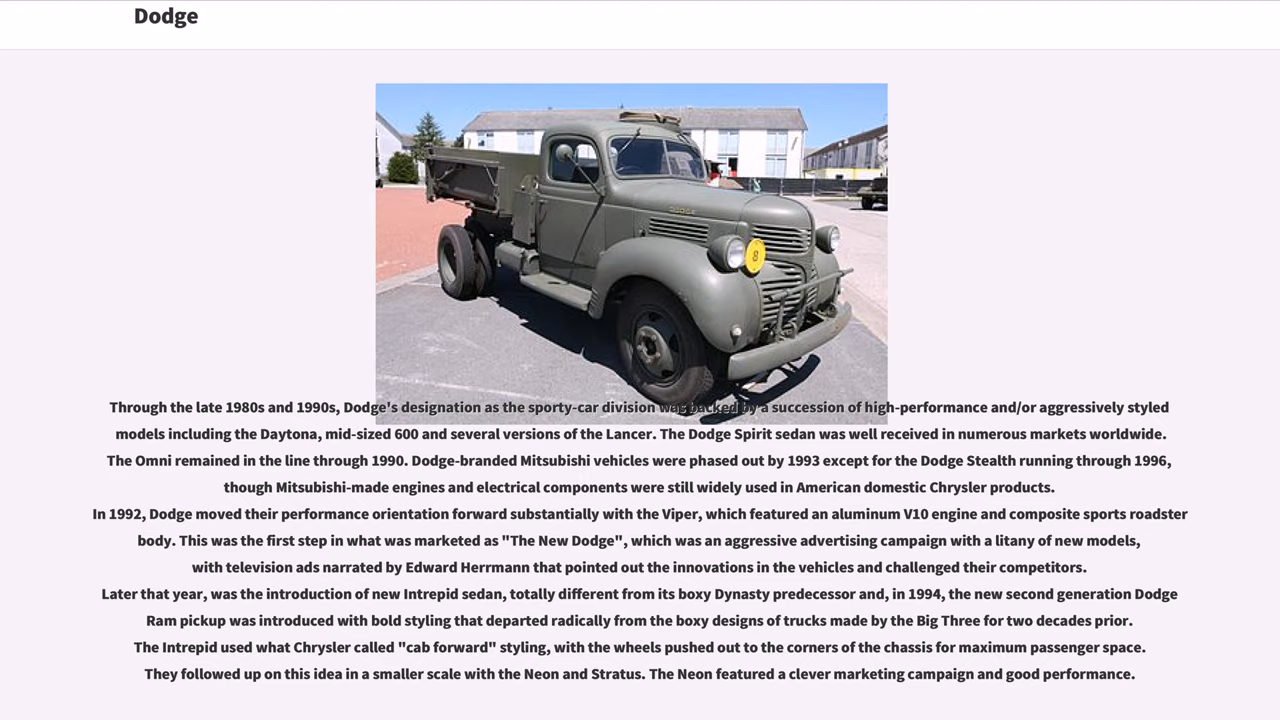 Dodge
DODGE
8
Through the late 1980s and 1990s, Dodge's designation as the sporty-car division was backed by a succession of high-performance and/or aggressively styled
models including the Daytona, mid-sized 600 and several versions of the Lancer. The Dodge Spirit sedan was well received in numerous markets worldwide.
The Omni remained in the line through 1990. Dodge-branded Mitsubishi vehicles were phased out by 1993 except for the Dodge Stealth running through 1996,
though Mitsubishi-made engines and electrical components were still widely used in American domestic Chrysler products.
In 1992, Dodge moved their performance orientation forward substantially with the Viper, which featured an aluminum V10 engine and composite sports roadster
body. This was the first step in what was marketed as "The New Dodge", which was an aggressive advertising campaign with a litany of new models,
with television ads narrated by Edward Herrmann that pointed out the innovations in the vehicles and challenged their competitors.
Later that year, was the introduction of new Intrepid sedan, totally different from its boxy Dynasty predecessor and, in 1994, the new second generation Dodge
Ram pickup was introduced with bold styling that departed radically from the boxy designs of trucks made by the Big Three for two decades prior.
The Intrepid used what Chrysler called "cab forward" styling, with the wheels pushed out to the corners of the chassis for maximum passenger space.
They followed up on this idea in a smaller scale with the Neon and Stratus. The Neon featured a clever marketing campaign and good performance.